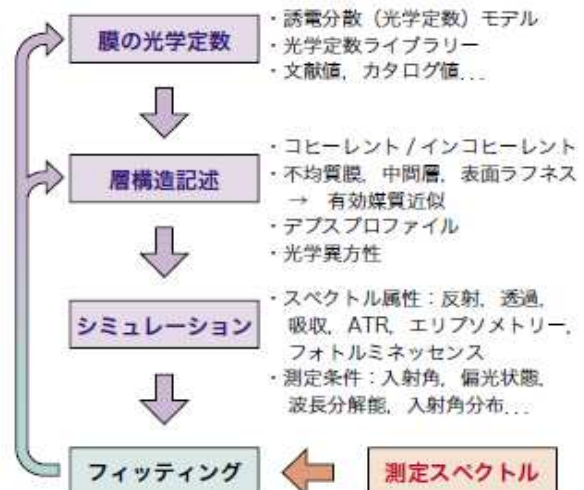 膜の光学定数
・誘電分散（光学定数）モデル
・光学定数ライブラリー
・文献値，カタログ値...
層構造記述
・コヒーレント / インコヒーレント
・不均質膜，中間層，表面ラフネス
→ 有効媒質近似
・デプスプロファイル
・光学異方性
シミュレーション
・スペクトル属性：反射，透過，
吸収，ATR，エリプソメトリー，
フォトルミネッセンス
・測定条件：入射角，偏光状態，
波長分解能，入射角分布...
フィッティング
測定スペクトル